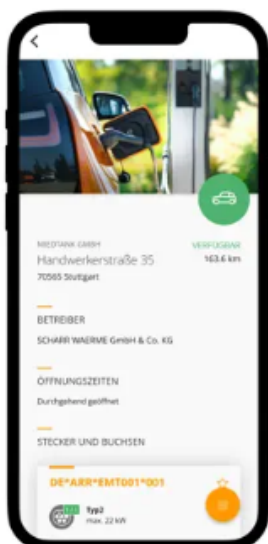 MIEDTANK GMBH
VERFÜGBAR
Handwerkerstraße 35
163.6 km
70565 Stuttgart
BETREIBER
SCHARR WAERME GmbH & Co. KG
ÖFFNUNGSZEITEN
Durchgehend geöffnet
STECKER UND BUCHSEN
DE*ARR*EMT001*001
Typ2
max. 22 kW